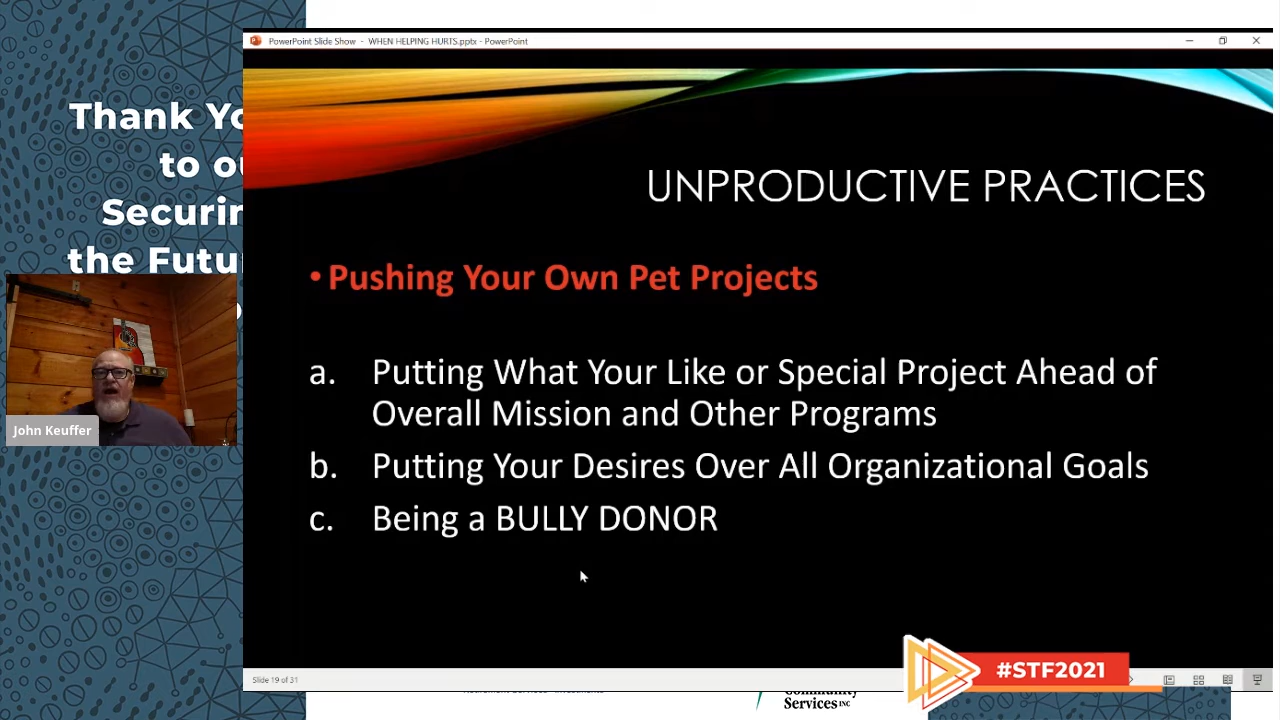 PowerPoint Slide Show - WHEN HELPING HURTS.pptx - PowerPoint
Thank Yo
to ou
Securin
the Futu
UNPRODUCTIVE PRACTICES
• Pushing Your Own Pet Projects
a. Putting What Your Like or Special Project Ahead of
Overall Mission and Other Programs
b. Putting Your Desires Over All Organizational Goals
c. Being a BULLY DONOR
John Keuffer
#STF2021
Slide 19 of 31
Community
Services INC